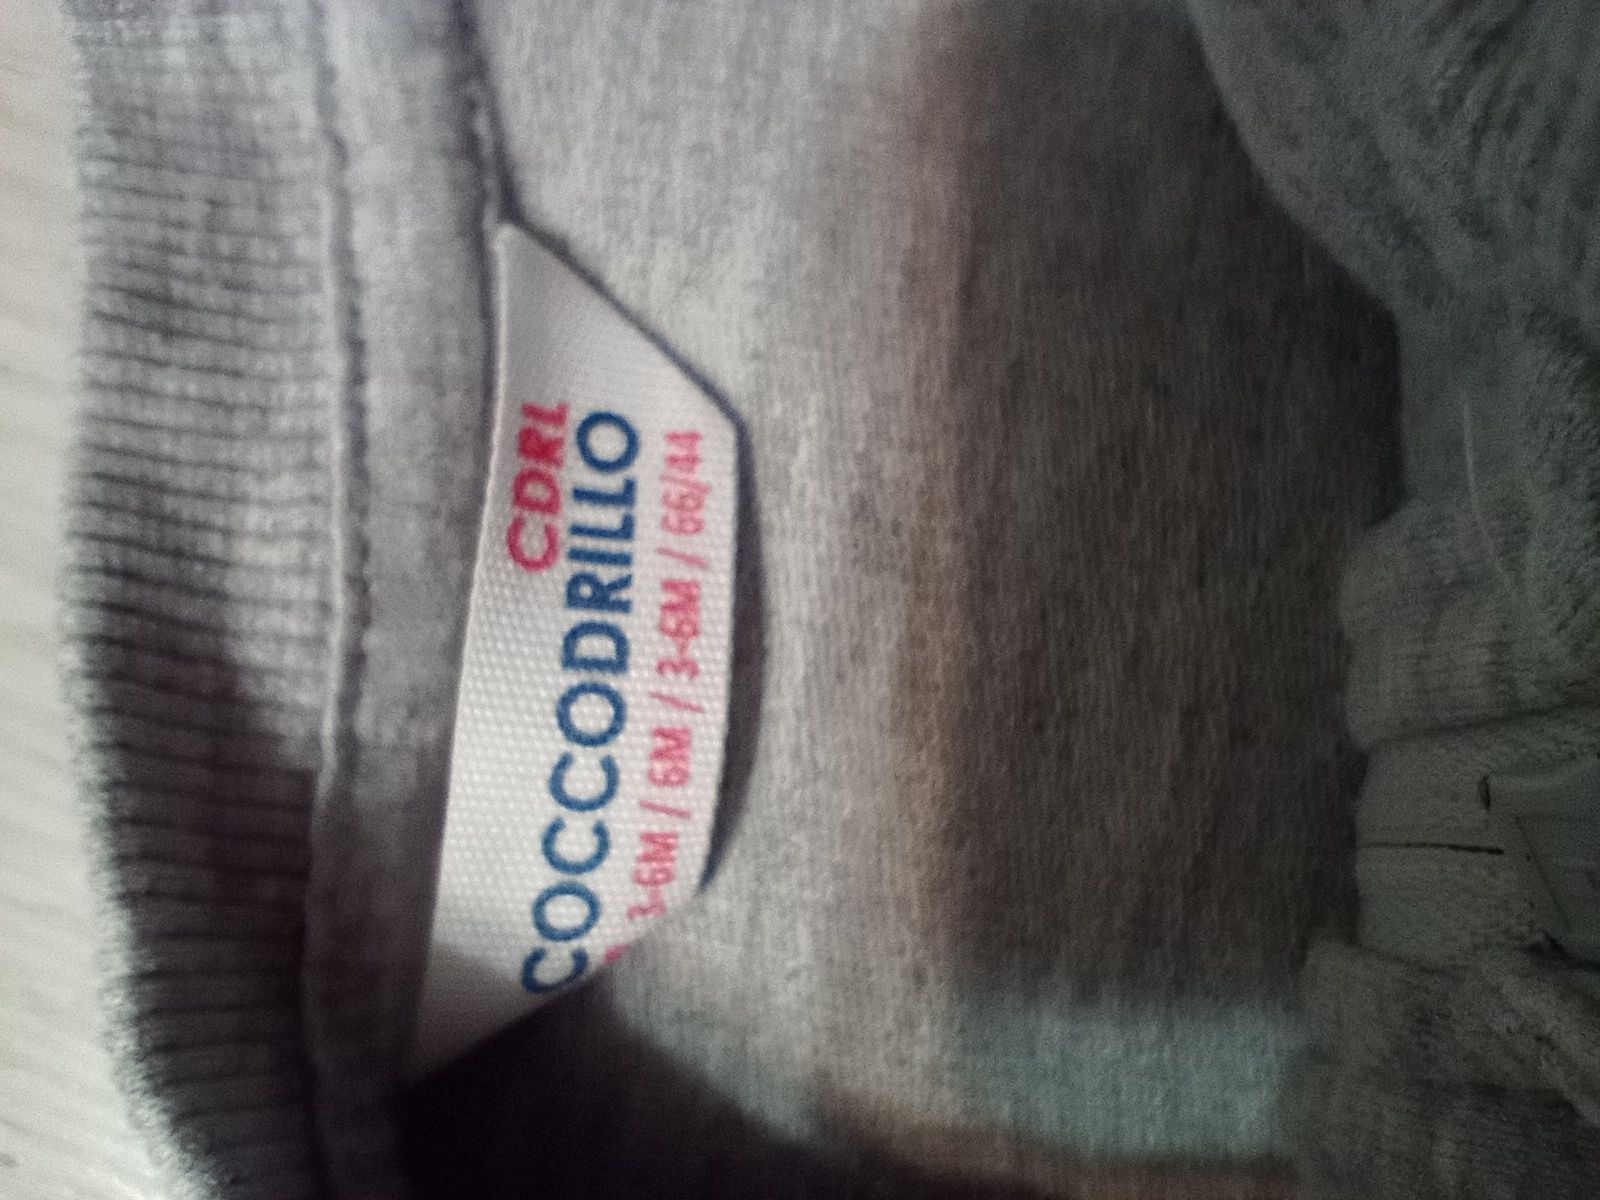 CDRL
COCCODRILLO
3-6M / 6M / 3-6M / 66/44